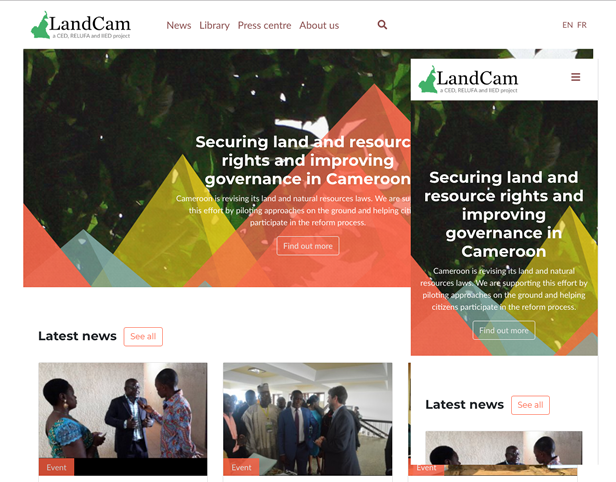 LandCam
a CED, RELUFA and IIED project
News Library Press centre About us
EN FR
Securing land and resourc
rights and improving
governance in Cameroon
Cameroon is revising its land and natural resources laws. We are su
this effort by piloting approaches on the ground and helping citi
participate in the reform process.
Find out more
Latest news See all
Event
Event
Event
LandCam
a CED, RELUFA and IIED project
Securing land and
resource rights and
improving
governance in
Cameroon
Cameroon is revising its land and natural
resources laws. We are supporting this effort by
piloting approaches on the ground and helping
citizens participate in the reform process.
Find out more
Latest news See all